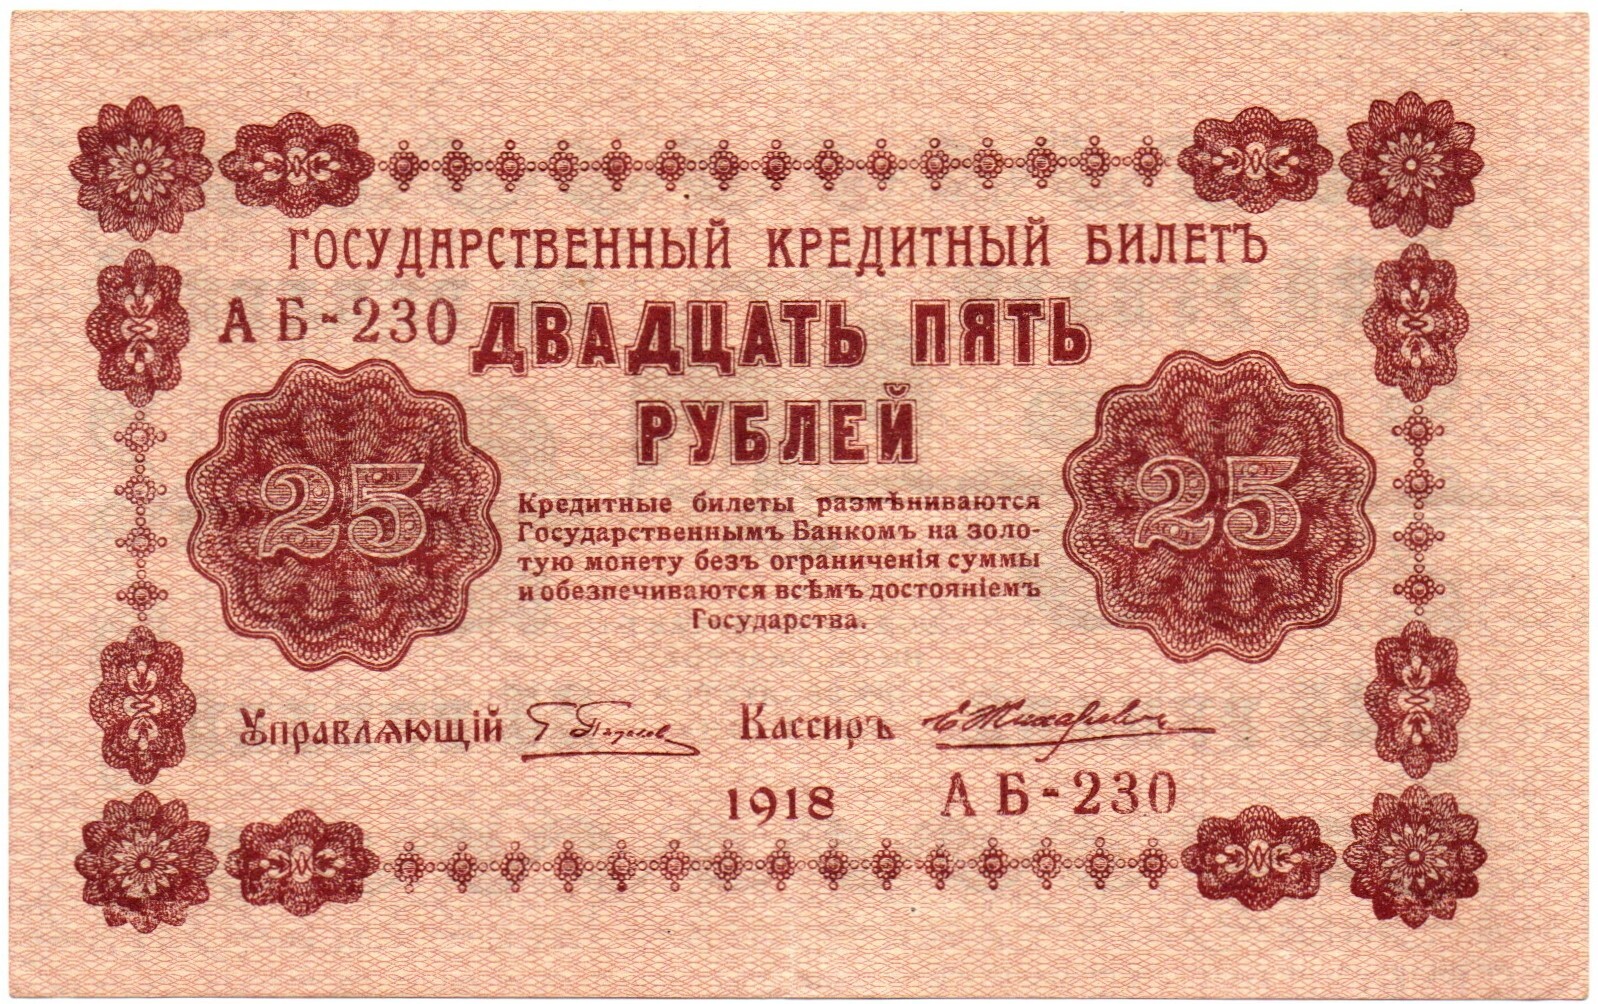 ГОСУДАРСТВЕННЫЙ КРЕДИТНЫЙ БИЛЕТЪ
АБ-230 ДВАДЦАТЬ ПЯТЬ
РУБЛЕЙ
25
25
Кредитные билеты размѣниваются
Государственнымъ Банкомъ на золо-
тую монету безъ ограниченія суммы
и обезпечиваются всѣмъ достояніемъ
Государства.
Управляющій Кассиръ
1918 АБ-230